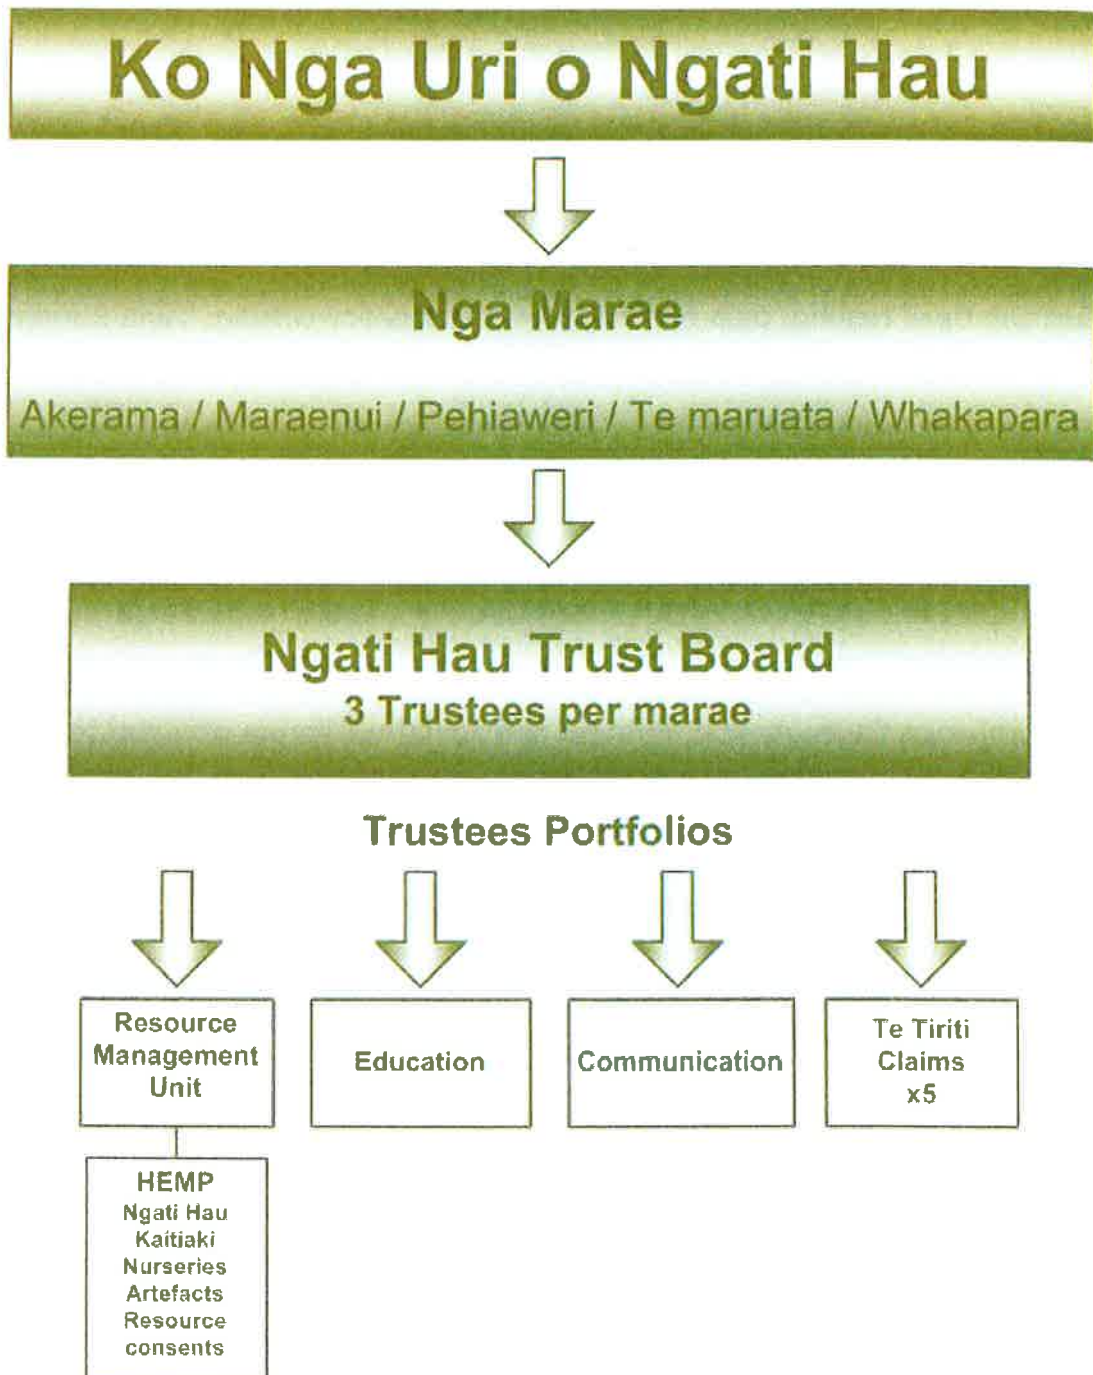 Ko Nga Uri o Ngati Hau
Nga Marae
Akerama / Maraenui / Pehiaweri / Te maruata / Whakapara
Ngati Hau Trust Board
3 Trustees per marae
Trustees Portfolios
Resource
Management
Unit
Education
Communication
Te Tiriti
Claims
x5
HEMP
Ngati Hau
Kaitiaki
Nurseries
Artefacts
Resource
consents